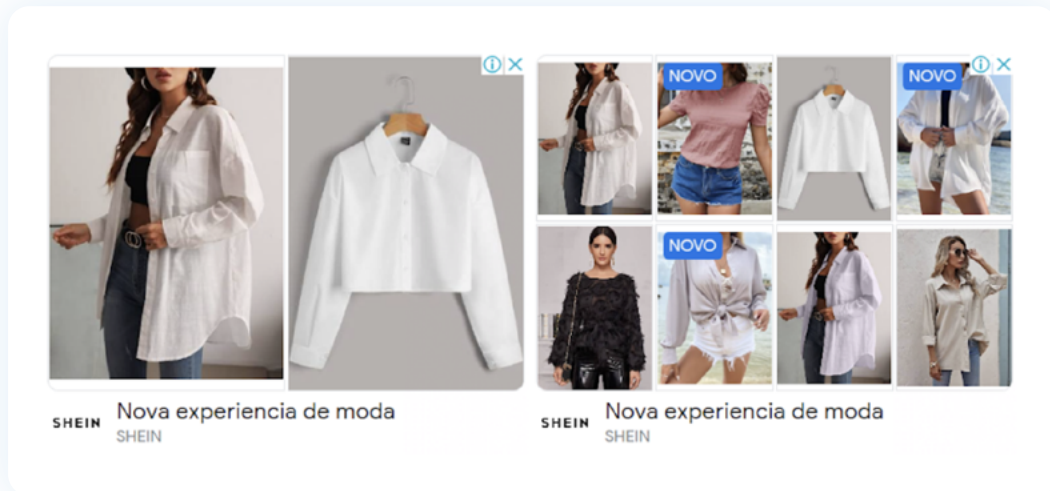 NOVO
NOVO
NOVO
SHEIN
Nova experiencia de moda
SHEIN
SHEIN
Nova experiencia de moda
SHEIN